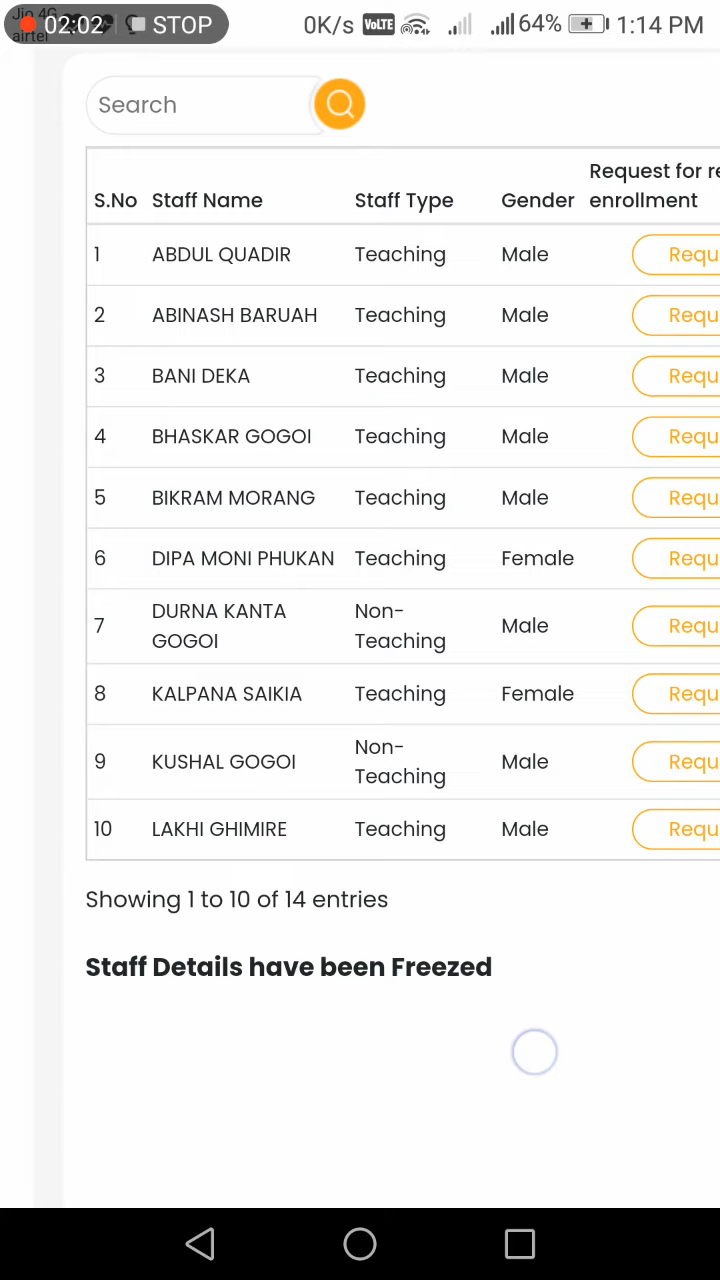 Jio 4G
airtel
02:02 STOP 0K/s VoLTE 64% 1:14 PM
Search
S.No Staff Name Staff Type Gender Request for re
enrollment
1 ABDUL QUADIR Teaching Male Requ
2 ABINASH BARUAH Teaching Male Requ
3 BANI DEKA Teaching Male Requ
4 BHASKAR GOGOI Teaching Male Requ
5 BIKRAM MORANG Teaching Male Requ
6 DIPA MONI PHUKAN Teaching Female Requ
7 DURNA KANTA GOGOI Non-Teaching Male Requ
8 KALPANA SAIKIA Teaching Female Requ
9 KUSHAL GOGOI Non-Teaching Male Requ
10 LAKHI GHIMIRE Teaching Male Requ
Showing 1 to 10 of 14 entries
Staff Details have been Freezed